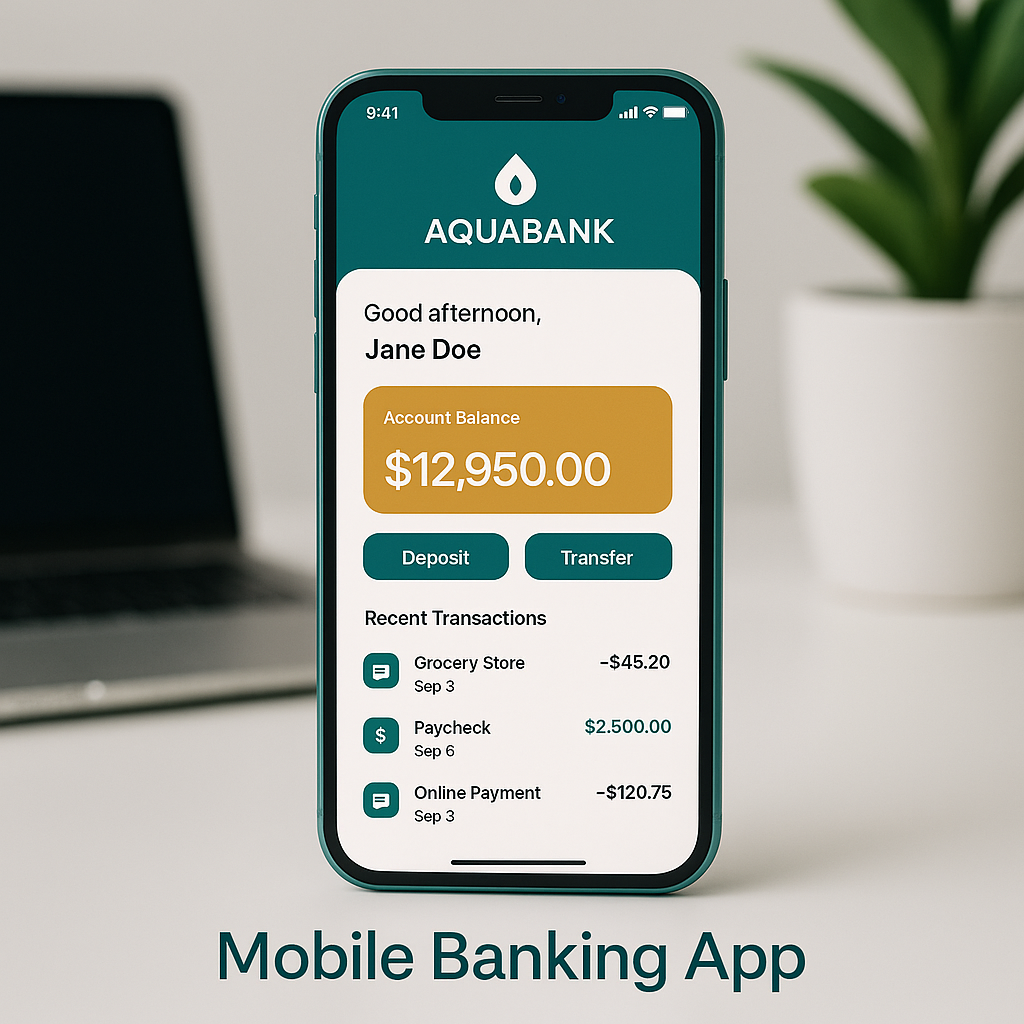 9:41
AQUABANK
Good afternoon,
Jane Doe
Account Balance
$12,950.00
Deposit
Transfer
Recent Transactions
Grocery Store
-$45.20
Sep 3
Paycheck
$2.500.00
$
Sep 6
Online Payment
-$120.75
Sep 3
Mobile Banking App